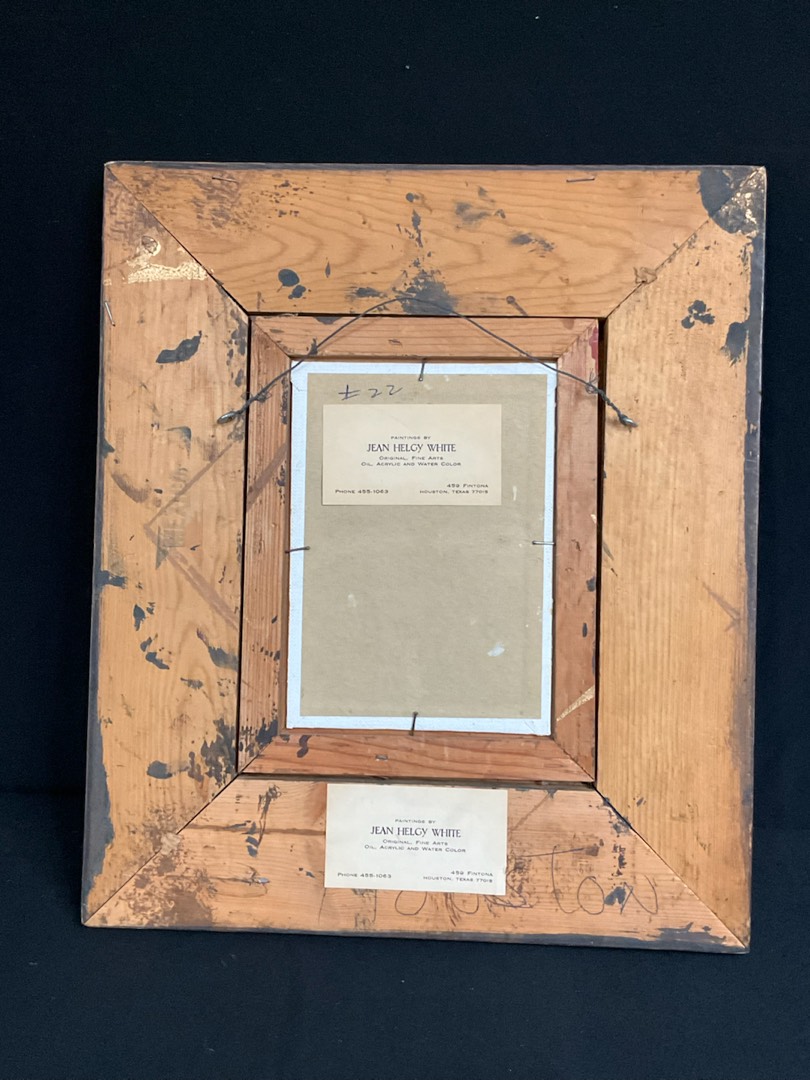 # 22
PAINTINGS BY
JEAN HELGY WHITE
ORIGINAL, FINE ARTS
OIL, ACRYLIC AND WATER COLOR
459 FINTONA
PHONE 455-1063 HOUSTON, TEXAS 77018
PAINTINGS BY
JEAN HELGY WHITE
ORIGINAL, FINE ARTS
OIL, ACRYLIC AND WATER COLOR
459 FINTONA
PHONE 455-1063 HOUSTON, TEXAS 77018